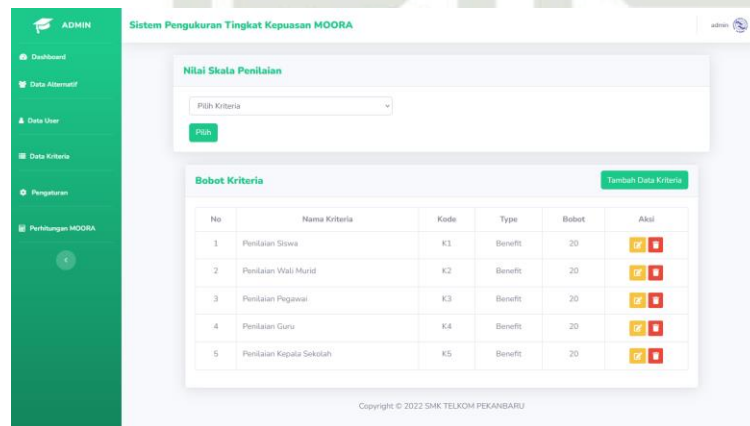 ADMIN
Sistem Pengukuran Tingkat Kepuasan MOORA
admin
Dashboard
Data Alternatif
Data User
Data Kriteria
Pengaturan
Perhitungan MOORA
Nilai Skala Penilaian
Pilih Kriteria
Pilih
Bobot Kriteria
Tambah Data Kriteria
No Nama Kriteria Kode Type Bobot Aksi
1 Penilaian Siswa K1 Benefit 20
2 Penilaian Wali Murid K2 Benefit 20
3 Penilaian Pegawai K3 Benefit 20
4 Penilaian Guru K4 Benefit 20
5 Penilaian Kepala Sekolah K5 Benefit 20
Copyright © 2022 SMK TELKOM PEKANBARU